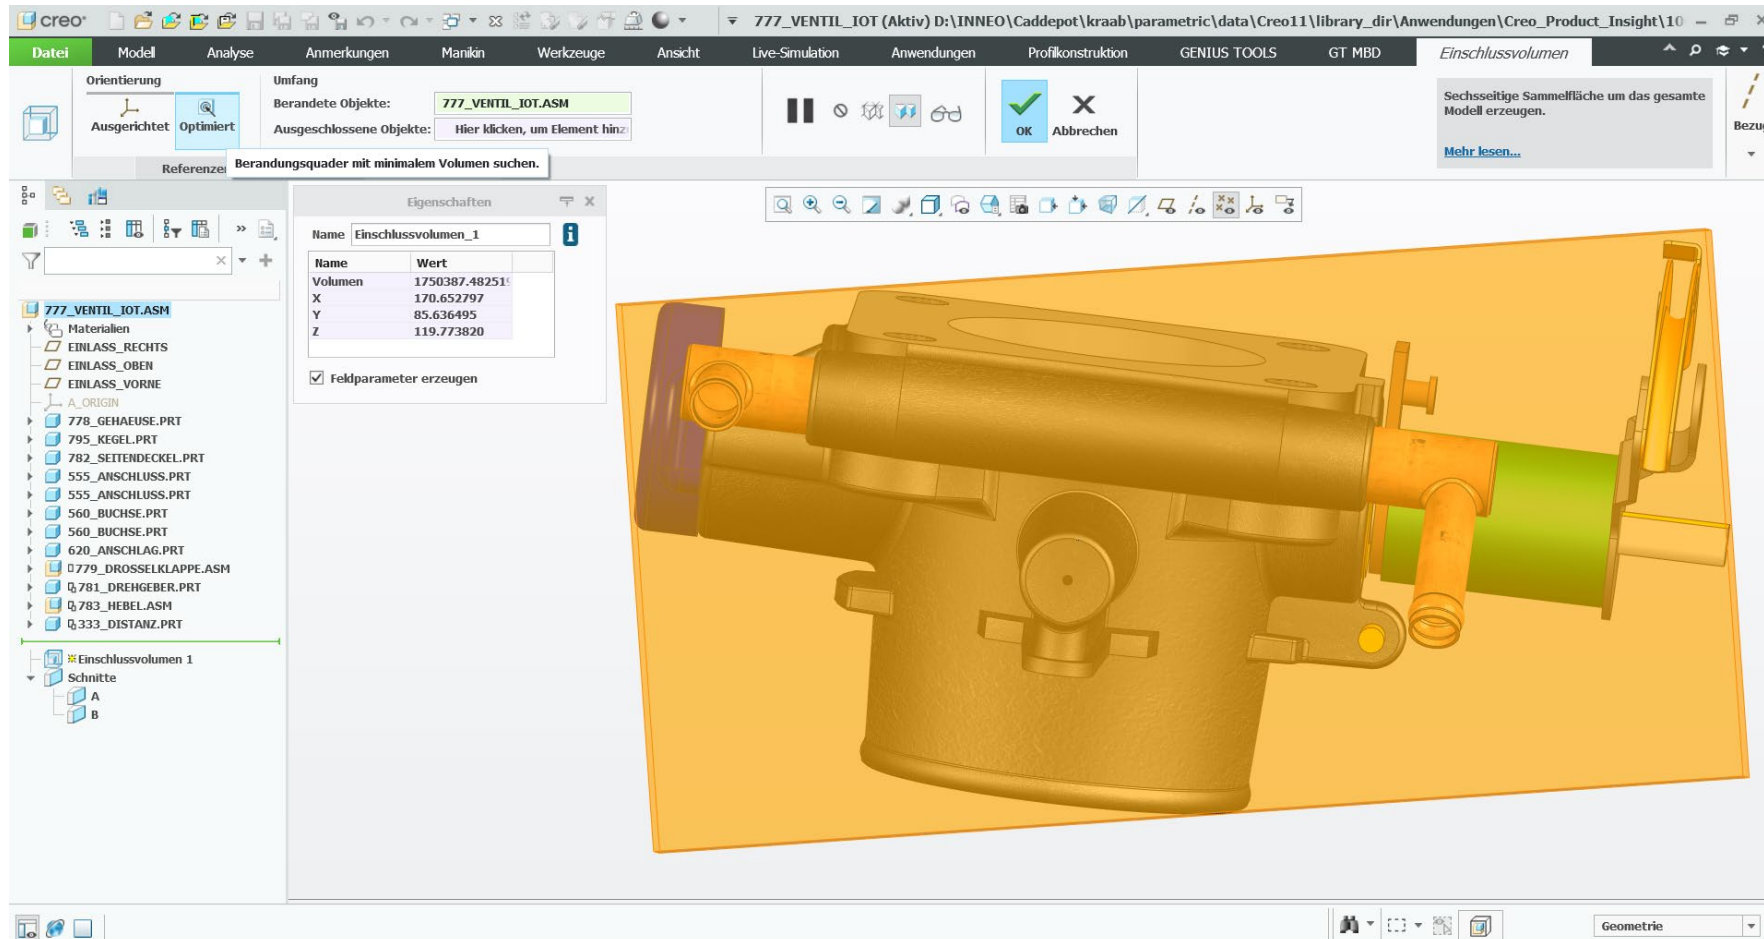 creo®
777_VENTIL_IOT (Aktiv) D:\INNEO\Caddepot\kraab\parametric\data\Creo11\library_dir\Anwendungen\Creo_Product_Insight\10
Datei Modell Analyse Anmerkungen Manikin Werkzeuge Ansicht Live-Simulation Anwendungen Profilkonstruktion GENIUS TOOLS GT MBD Einschlussvolumen
Orientierung
Ausgerichtet Optimiert
Umfang
Berandete Objekte: 777_VENTIL_IOT.ASM
Ausgeschlossene Objekte: Hier klicken, um Element hinz
OK Abbrechen
Sechsseitige Sammelfläche um das gesamte
Modell erzeugen.
Mehr lesen...
Bezug
Referenzen
Berandungsquader mit minimalem Volumen suchen.
777_VENTIL_IOT.ASM
Materialien
EINLASS_RECHTS
EINLASS_OBEN
EINLASS_VORNE
A_ORIGIN
778_GEHAEUSE.PRT
795_KEGEL.PRT
782_SEITENDECKEL.PRT
555_ANSCHLUSS.PRT
555_ANSCHLUSS.PRT
560_BUCHSE.PRT
560_BUCHSE.PRT
620_ANSCHLAG.PRT
779_DROSSELKLAPPE.ASM
781_DREHGEBER.PRT
783_HEBEL.ASM
333_DISTANZ.PRT
Einschlussvolumen 1
Schnitte
A
B
Eigenschaften
Name Einschlussvolumen_1
Name Wert
Volumen 1750387.48251
X 170.652797
Y 85.636495
Z 119.773820
Feldparameter erzeugen
Geometrie